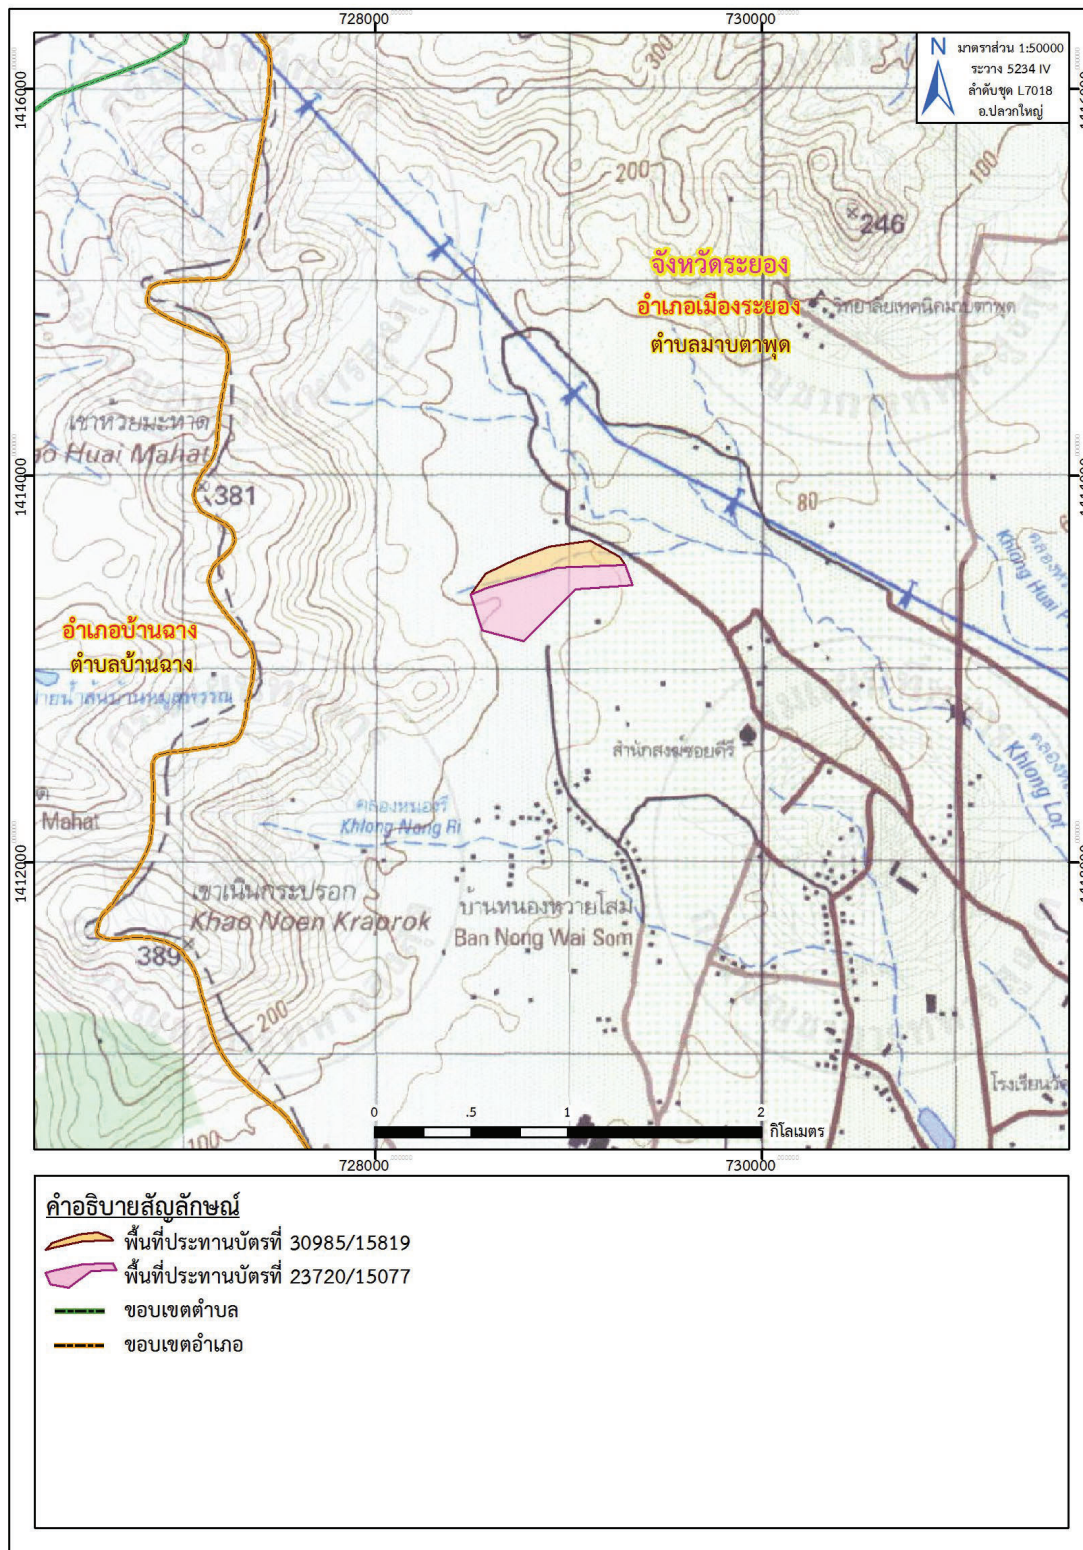 728000
730000
1416000
1414000
1412000
N
มาตราส่วน 1:50000
ระวาง 5234 IV
ลำดับชุด L7018
อ.ปลวกใหญ่
300
200
100
246
จังหวัดระยอง
อำเภอเมืองระยอง
ตำบลมาบตาพุด
วิทยาลัยเทคนิคมาบตาพุด
เขาห้วยมะหาด
Huai Mahat
381
80
Khlong Huai
อำเภอบ้านฉาง
ตำบลบ้านฉาง
สำนักสงฆ์ซอยคีรี
Khlong Lot
Mahat
คลองหนองรี
Khlong Nong Ri
เขาเนินกระปรอก
Khao Noen Kraprok
389
บ้านหนองหวายโสม
Ban Nong Wai Som
200
100
โรงเรียนวัด
0 .5 1 2
กิโลเมตร
728000
730000
คำอธิบายสัญลักษณ์
พื้นที่ประทานบัตรที่ 30985/15819
พื้นที่ประทานบัตรที่ 23720/15077
ขอบเขตตำบล
ขอบเขตอำเภอ